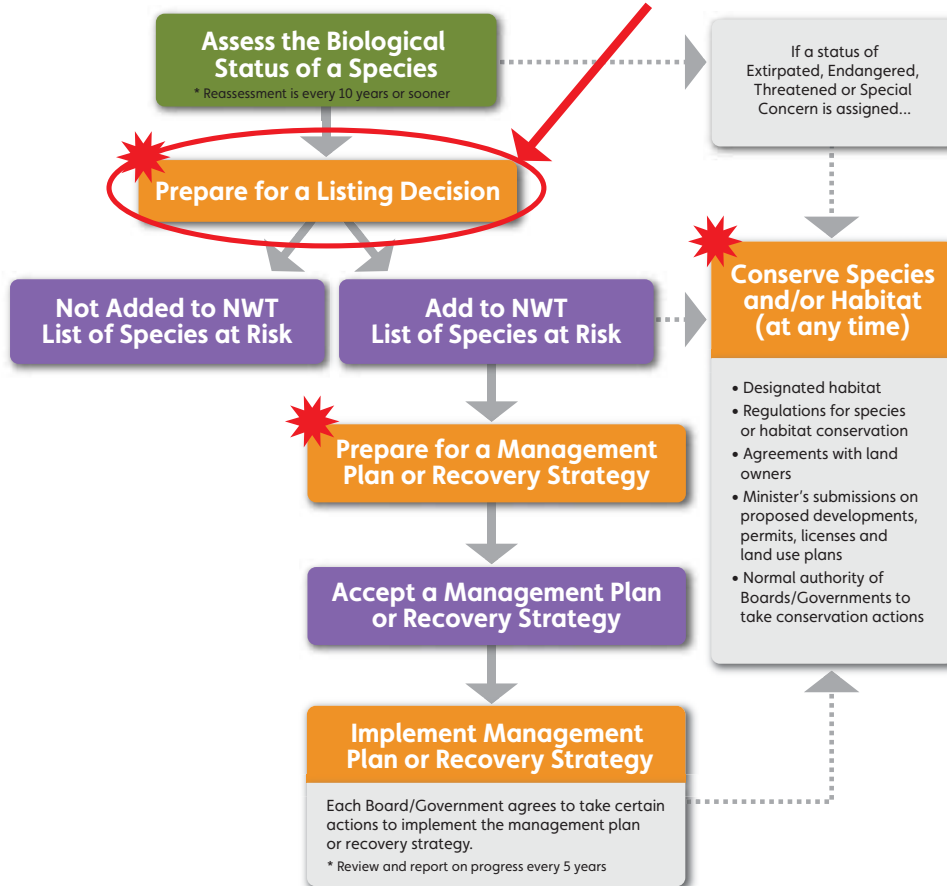 Assess the Biological
Status of a Species
* Reassessment is every 10 years or sooner
If a status of
Extirpated, Endangered,
Threatened or Special
Concern is assigned...
Prepare for a Listing Decision
Not Added to NWT
List of Species at Risk
Add to NWT
List of Species at Risk
Conserve Species
and/or Habitat
(at any time)
• Designated habitat
• Regulations for species
or habitat conservation
• Agreements with land
owners
• Minister's submissions on
proposed developments,
permits, licenses and
land use plans
• Normal authority of
Boards/Governments to
take conservation actions
Prepare for a Management
Plan or Recovery Strategy
Accept a Management Plan
or Recovery Strategy
Implement Management
Plan or Recovery Strategy
Each Board/Government agrees to take certain
actions to implement the management plan
or recovery strategy.
* Review and report on progress every 5 years